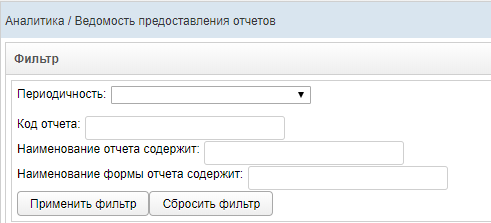 Аналитика / Ведомость предоставления отчетов
Фильтр
Периодичность:
Код отчета:
Наименование отчета содержит:
Наименование формы отчета содержит:
Применить фильтр Сбросить фильтр